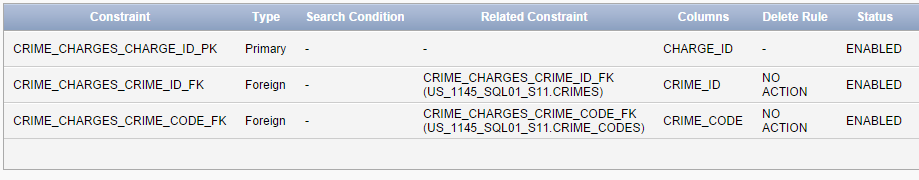 Constraint Type Search Condition Related Constraint Columns Delete Rule Status
CRIME_CHARGES_CHARGE_ID_PK Primary - - CHARGE_ID - ENABLED
CRIME_CHARGES_CRIME_ID_FK Foreign - CRIME_CHARGES_CRIME_ID_FK CRIME_ID NO ENABLED
(US_1145_SQL01_S11.CRIMES) ACTION
CRIME_CHARGES_CRIME_CODE_FK Foreign - CRIME_CHARGES_CRIME_CODE_FK CRIME_CODE NO ENABLED
(US_1145_SQL01_S11.CRIME_CODES) ACTION